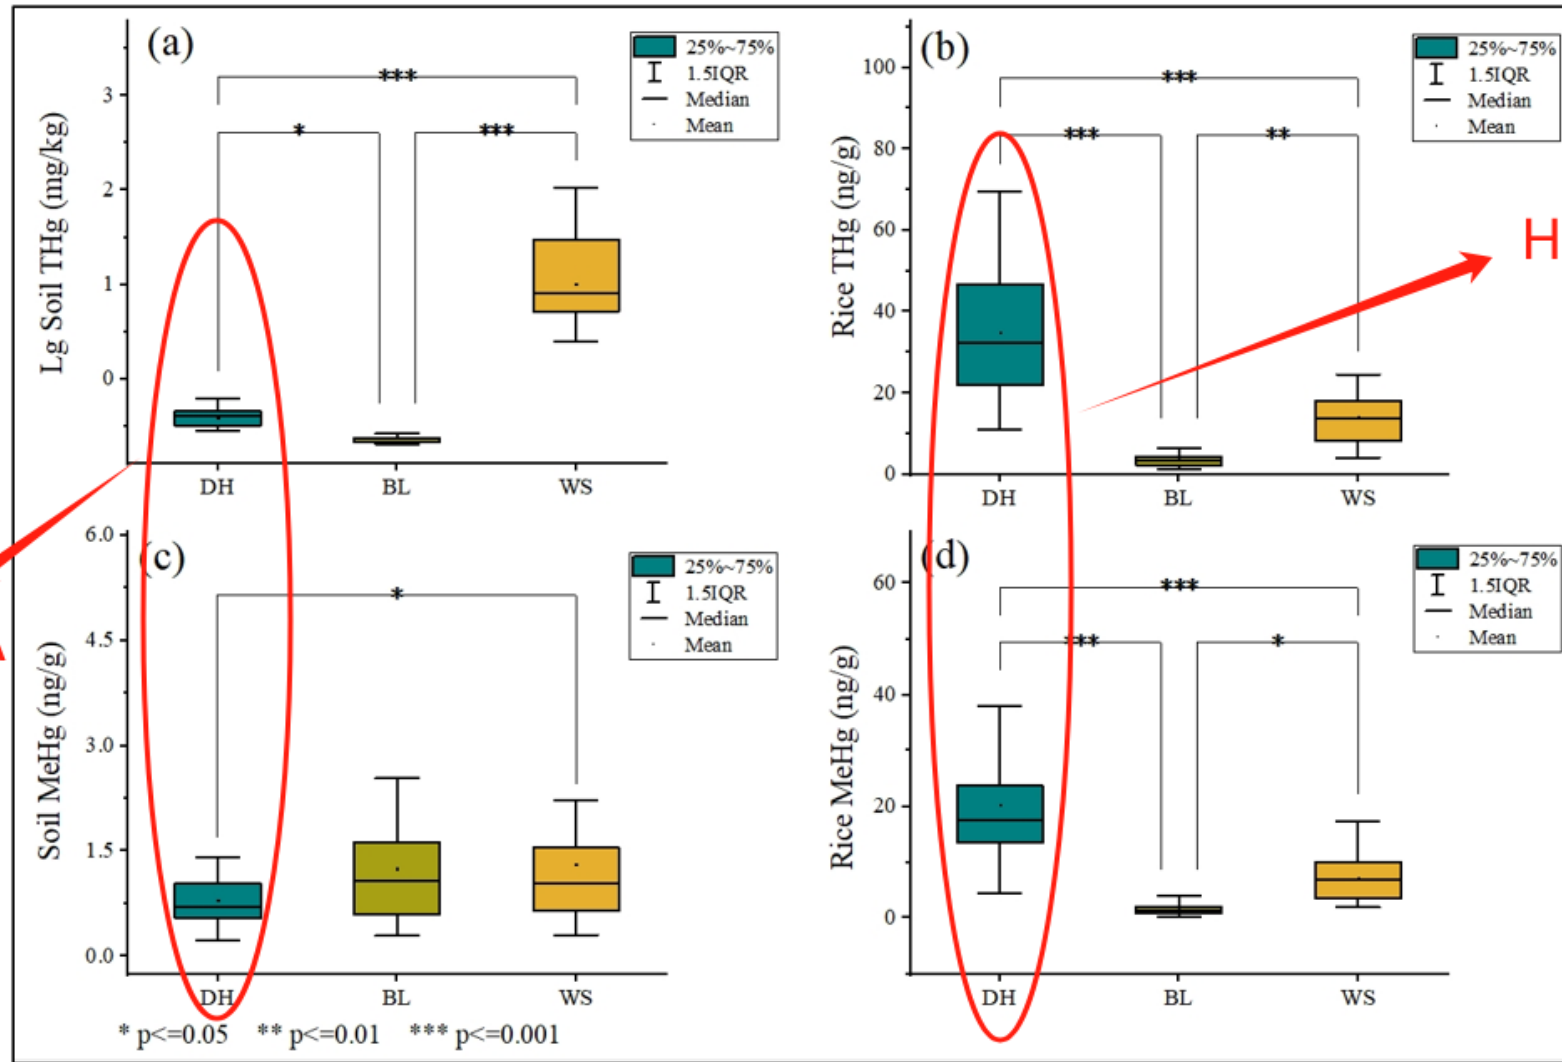 (a)
25%~75%
1.5IQR
Median
Mean
***
*
***
Lg Soil THg (mg/kg)
3
2
1
0
DH BL WS
(b)
25%~75%
1.5IQR
Median
Mean
***
***
**
Rice THg (ng/g)
100
80
60
40
20
0
DH BL WS
H
(c)
25%~75%
1.5IQR
Median
Mean
*
Soil MeHg (ng/g)
6.0
4.5
3.0
1.5
0.0
DH BL WS
(d)
25%~75%
1.5IQR
Median
Mean
***
***
*
Rice MeHg (ng/g)
60
40
20
0
DH BL WS
* p<=0.05 ** p<=0.01 *** p<=0.001